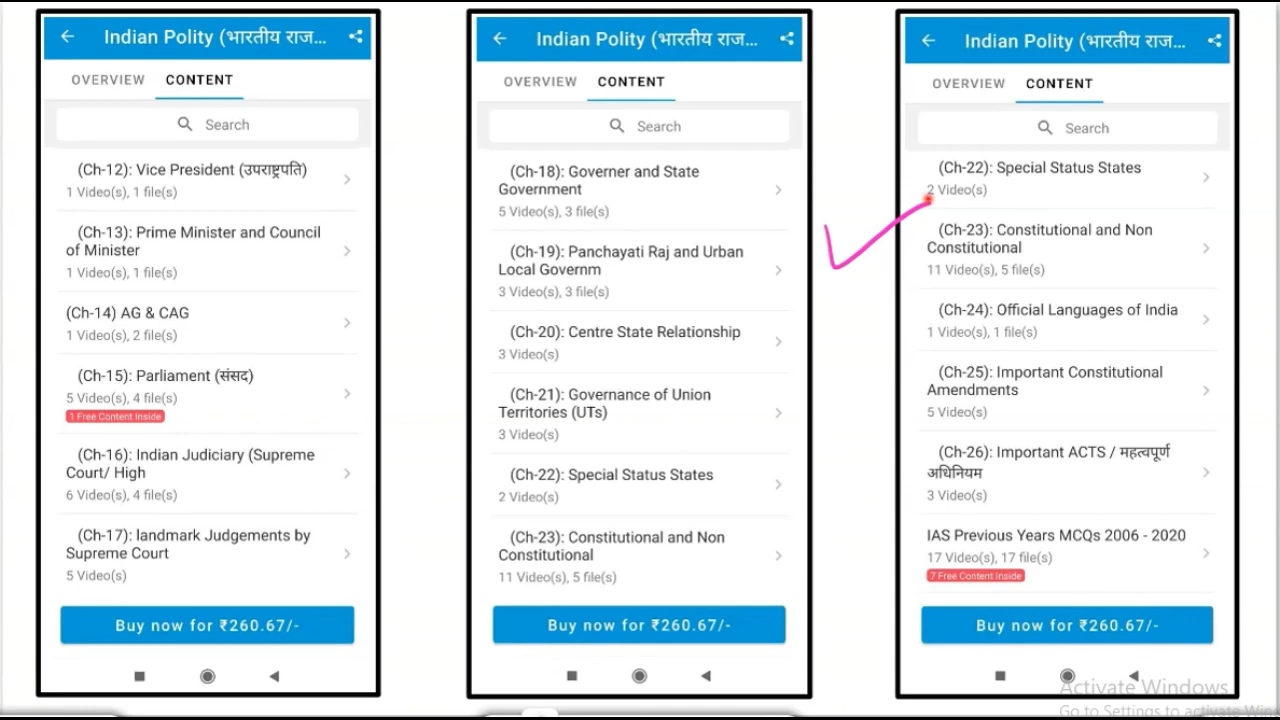 Indian Polity (भारतीय राज...
OVERVIEW CONTENT
Search
(Ch-12): Vice President (उपराष्ट्रपति)
1 Video(s), 1 file(s)
(Ch-13): Prime Minister and Council
of Minister
1 Video(s), 1 file(s)
(Ch-14) AG & CAG
1 Video(s), 2 file(s)
(Ch-15): Parliament (संसद)
5 Video(s), 4 file(s)
1 Free Content Inside
(Ch-16): Indian Judiciary (Supreme
Court/ High
6 Video(s), 4 file(s)
(Ch-17): landmark Judgements by
Supreme Court
5 Video(s)
Buy now for ₹260.67/-
Indian Polity (भारतीय राज...
OVERVIEW CONTENT
Search
(Ch-18): Governer and State
Government
5 Video(s), 3 file(s)
(Ch-19): Panchayati Raj and Urban
Local Governm
3 Video(s), 3 file(s)
(Ch-20): Centre State Relationship
3 Video(s)
(Ch-21): Governance of Union
Territories (UTs)
3 Video(s)
(Ch-22): Special Status States
2 Video(s)
(Ch-23): Constitutional and Non
Constitutional
11 Video(s), 5 file(s)
Buy now for ₹260.67/-
Indian Polity (भारतीय राज...
OVERVIEW CONTENT
Search
(Ch-22): Special Status States
2 Video(s)
(Ch-23): Constitutional and Non
Constitutional
11 Video(s), 5 file(s)
(Ch-24): Official Languages of India
1 Video(s), 1 file(s)
(Ch-25): Important Constitutional
Amendments
5 Video(s)
(Ch-26): Important ACTS / महत्वपूर्ण
अधिनियम
3 Video(s)
IAS Previous Years MCQs 2006 - 2020
17 Video(s), 17 file(s)
7 Free Content Inside
Buy now for ₹260.67/-
Activate Windows
Go to Settings to activate Win